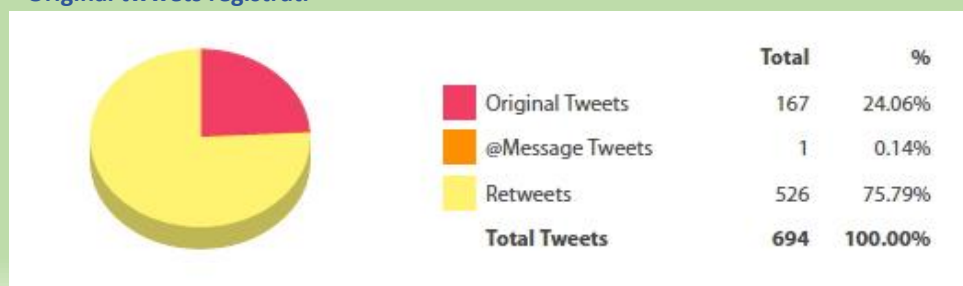 Total %
Original Tweets 167 24.06%
@Message Tweets 1 0.14%
Retweets 526 75.79%
Total Tweets 694 100.00%